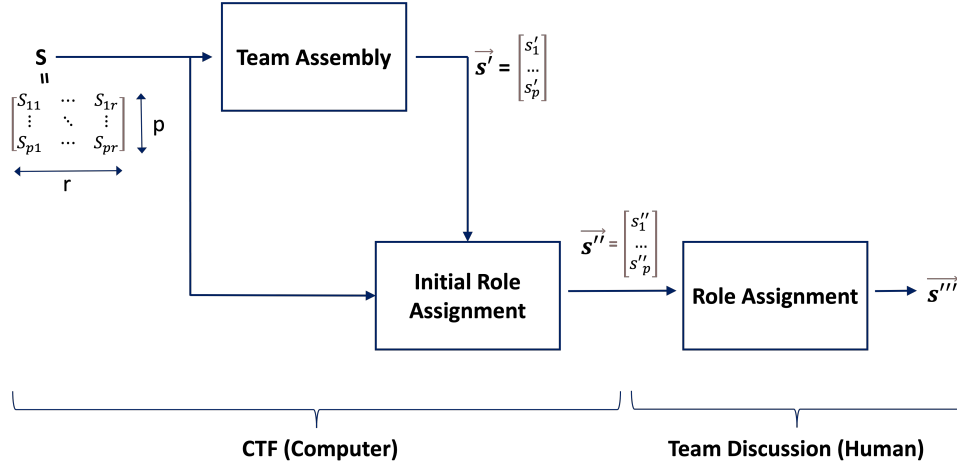 S
=
[S₁₁ ⋯ S₁ᵣ
⋮ ⋱ ⋮
Sₚ₁ ⋯ Sₚᵣ]
p
r
Team Assembly
s⃗′ = [s′₁
...
s′ₚ]
Initial Role
Assignment
s⃗″ = [s″₁
...
s″ₚ]
Role Assignment
s⃗‴
CTF (Computer)
Team Discussion (Human)